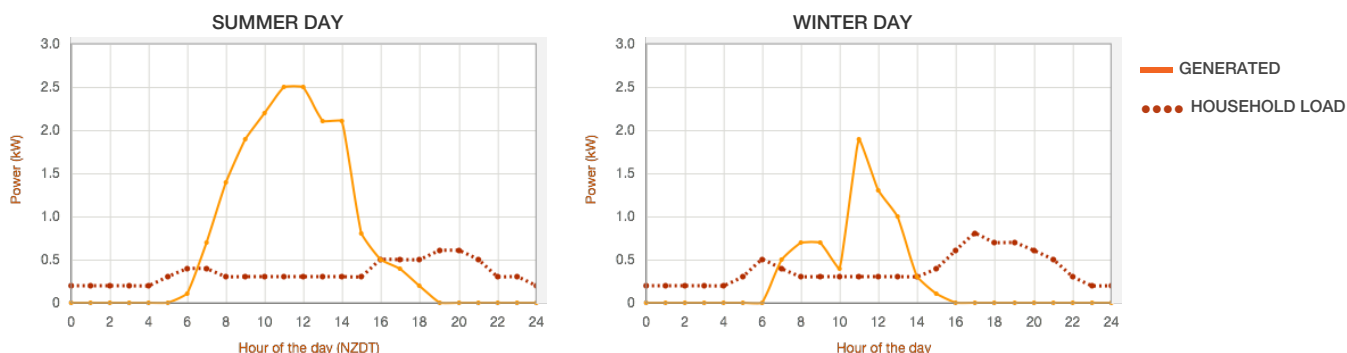 SUMMER DAY
3.0
2.5
2.0
1.5
1.0
0.5
0
Power (kW)
0 2 4 6 8 10 12 14 16 18 20 22 24
Hour of the day (NZDT)
WINTER DAY
3.0
2.5
2.0
1.5
1.0
0.5
0
Power (kW)
0 2 4 6 8 10 12 14 16 18 20 22 24
Hour of the day
GENERATED
HOUSEHOLD LOAD